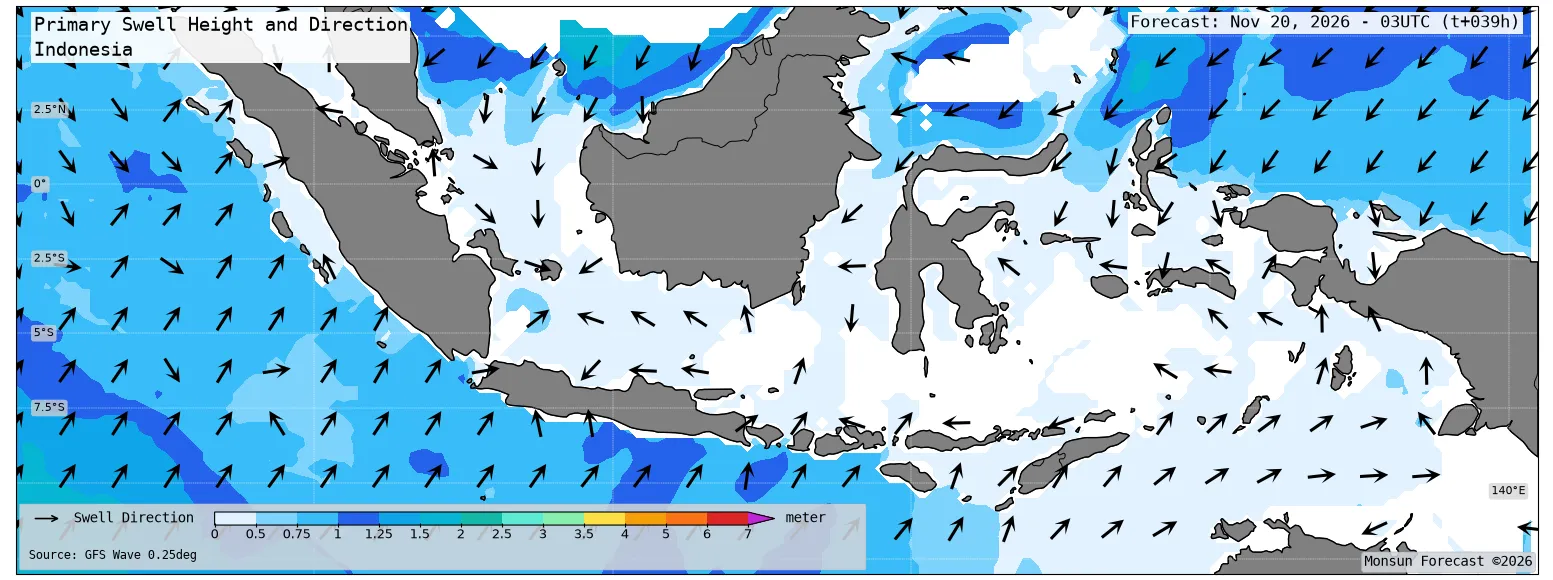 Primary Swell Height and Direction
Indonesia
Forecast: Nov 20, 2026 - 03UTC (t+039h)
2.5°N
0°
2.5°S
5°S
7.5°S
140°E
Swell Direction
meter
0 0.5 0.75 1 1.25 1.5 2 2.5 3 3.5 4 5 6 7
Source: GFS Wave 0.25deg
Monsun Forecast ©2026